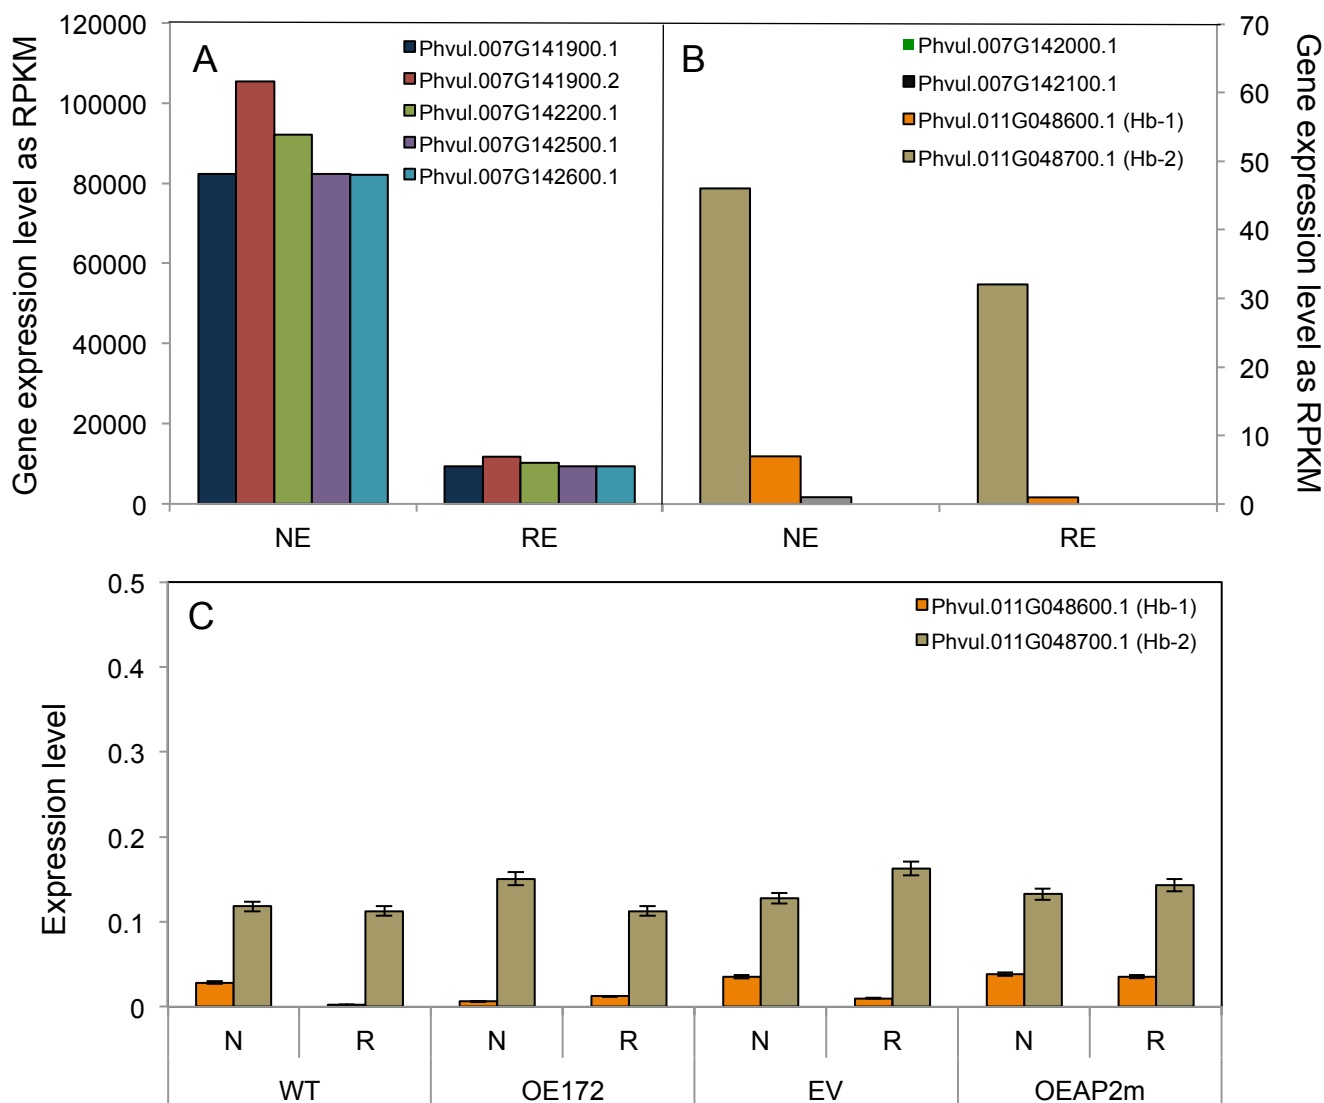 Gene expression level as RPKM
120000
100000
80000
60000
40000
20000
0
A
Phvul.007G141900.1
Phvul.007G141900.2
Phvul.007G142200.1
Phvul.007G142500.1
Phvul.007G142600.1
NE
RE
B
Phvul.007G142000.1
Phvul.007G142100.1
Phvul.011G048600.1 (Hb-1)
Phvul.011G048700.1 (Hb-2)
NE
RE
70
60
50
40
30
20
10
0
Gene expression level as RPKM
Expression level
0.5
0.4
0.3
0.2
0.1
0
C
Phvul.011G048600.1 (Hb-1)
Phvul.011G048700.1 (Hb-2)
N R N R N R N R
WT OE172 EV OEAP2m